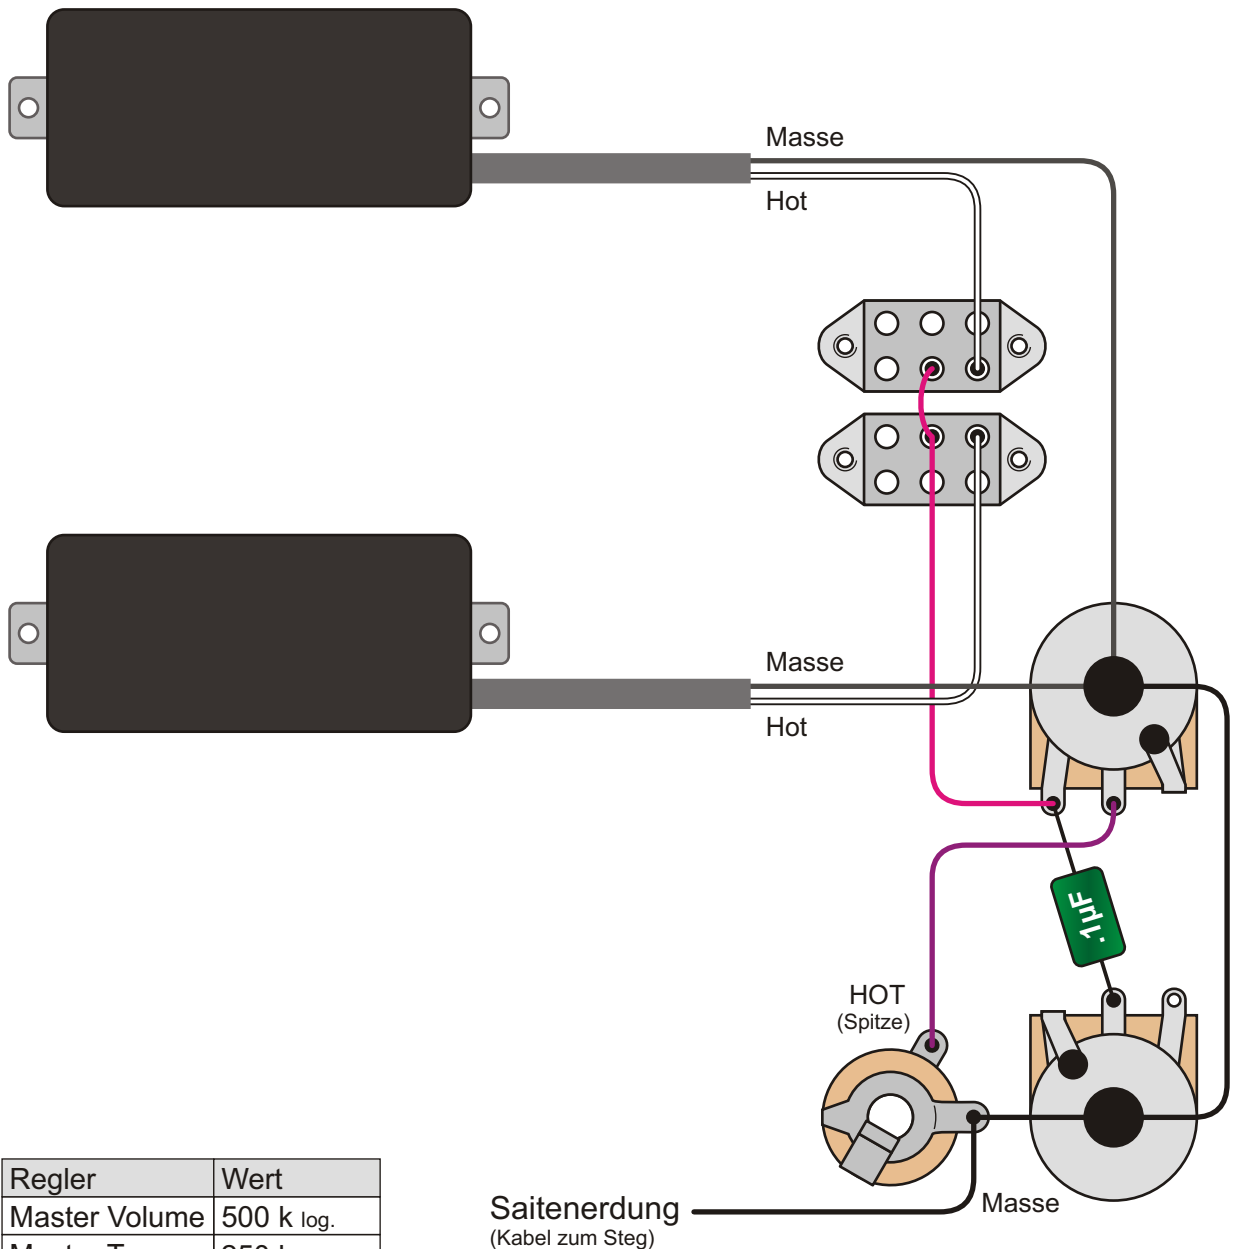 Masse
Hot
Masse
Hot
.1µF
HOT
(Spitze)
Regler Wert
Master Volume 500 k log.
Saitenerdung
(Kabel zum Steg)
Masse